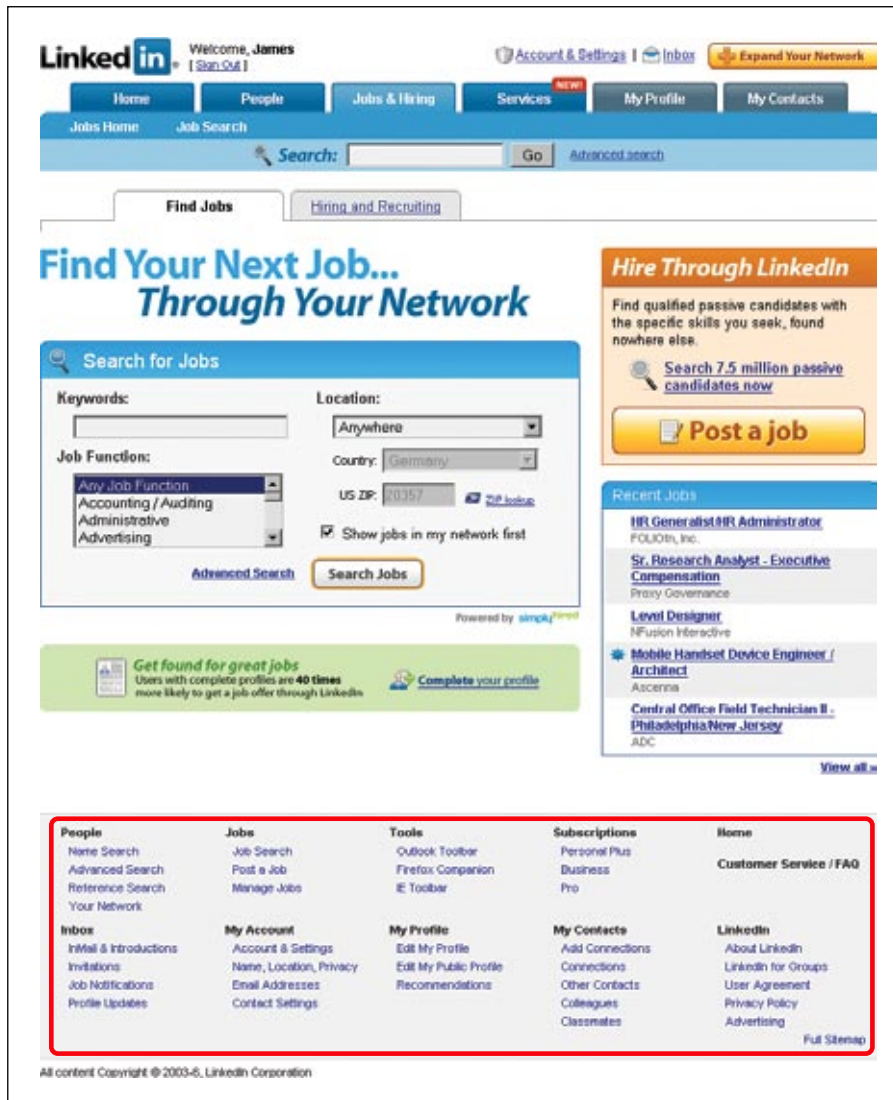 Linked in®
Welcome, James
[ Sign Out ]
Account & Settings | Inbox
Expand Your Network
Home
People
Jobs & Hiring
Services
NEW!
My Profile
My Contacts
Jobs Home
Job Search
Search:
Go
Advanced search
Find Jobs
Hiring and Recruiting
Find Your Next Job...
Through Your Network
Search for Jobs
Keywords:
Job Function:
Any Job Function
Accounting / Auditing
Administrative
Advertising
Location:
Anywhere
Country: Germany
US ZIP: 20357
ZIP lookup
Show jobs in my network first
Advanced Search
Search Jobs
Powered by simplyhired
Get found for great jobs
Users with complete profiles are 40 times
more likely to get a job offer through LinkedIn
Complete your profile
Hire Through LinkedIn
Find qualified passive candidates with
the specific skills you seek, found
nowhere else.
Search 7.5 million passive
candidates now
Post a job
Recent Jobs
HR Generalist/HR Administrator
FOLIOfn, Inc.
Sr. Research Analyst - Executive
Compensation
Proxy Governance
Level Designer
NFusion Interactive
Mobile Handset Device Engineer /
Architect
Ascenna
Central Office Field Technician II -
Philadelphia/New Jersey
ADC
View all »
People
Name Search
Advanced Search
Reference Search
Your Network
Jobs
Job Search
Post a Job
Manage Jobs
Tools
Outlook Toolbar
Firefox Companion
IE Toolbar
Subscriptions
Personal Plus
Business
Pro
Home
Customer Service / FAQ
Inbox
InMail & Introductions
Invitations
Job Notifications
Profile Updates
My Account
Account & Settings
Name, Location, Privacy
Email Addresses
Contact Settings
My Profile
Edit My Profile
Edit My Public Profile
Recommendations
My Contacts
Add Connections
Connections
Other Contacts
Colleagues
Classmates
LinkedIn
About LinkedIn
LinkedIn for Groups
User Agreement
Privacy Policy
Advertising
Full Sitemap
All content Copyright © 2003-6, LinkedIn Corporation